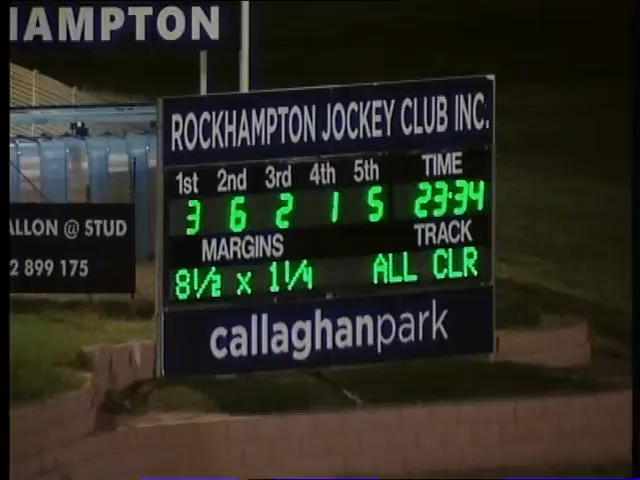 HAMPTON
ROCKHAMPTON JOCKEY CLUB INC.
1st 2nd 3rd 4th 5th TIME
3 6 2 1 5 23:34
MARGINS TRACK
8½ x 1¼ ALL CLR
callaghanpark
ALLON @ STUD
2 899 175